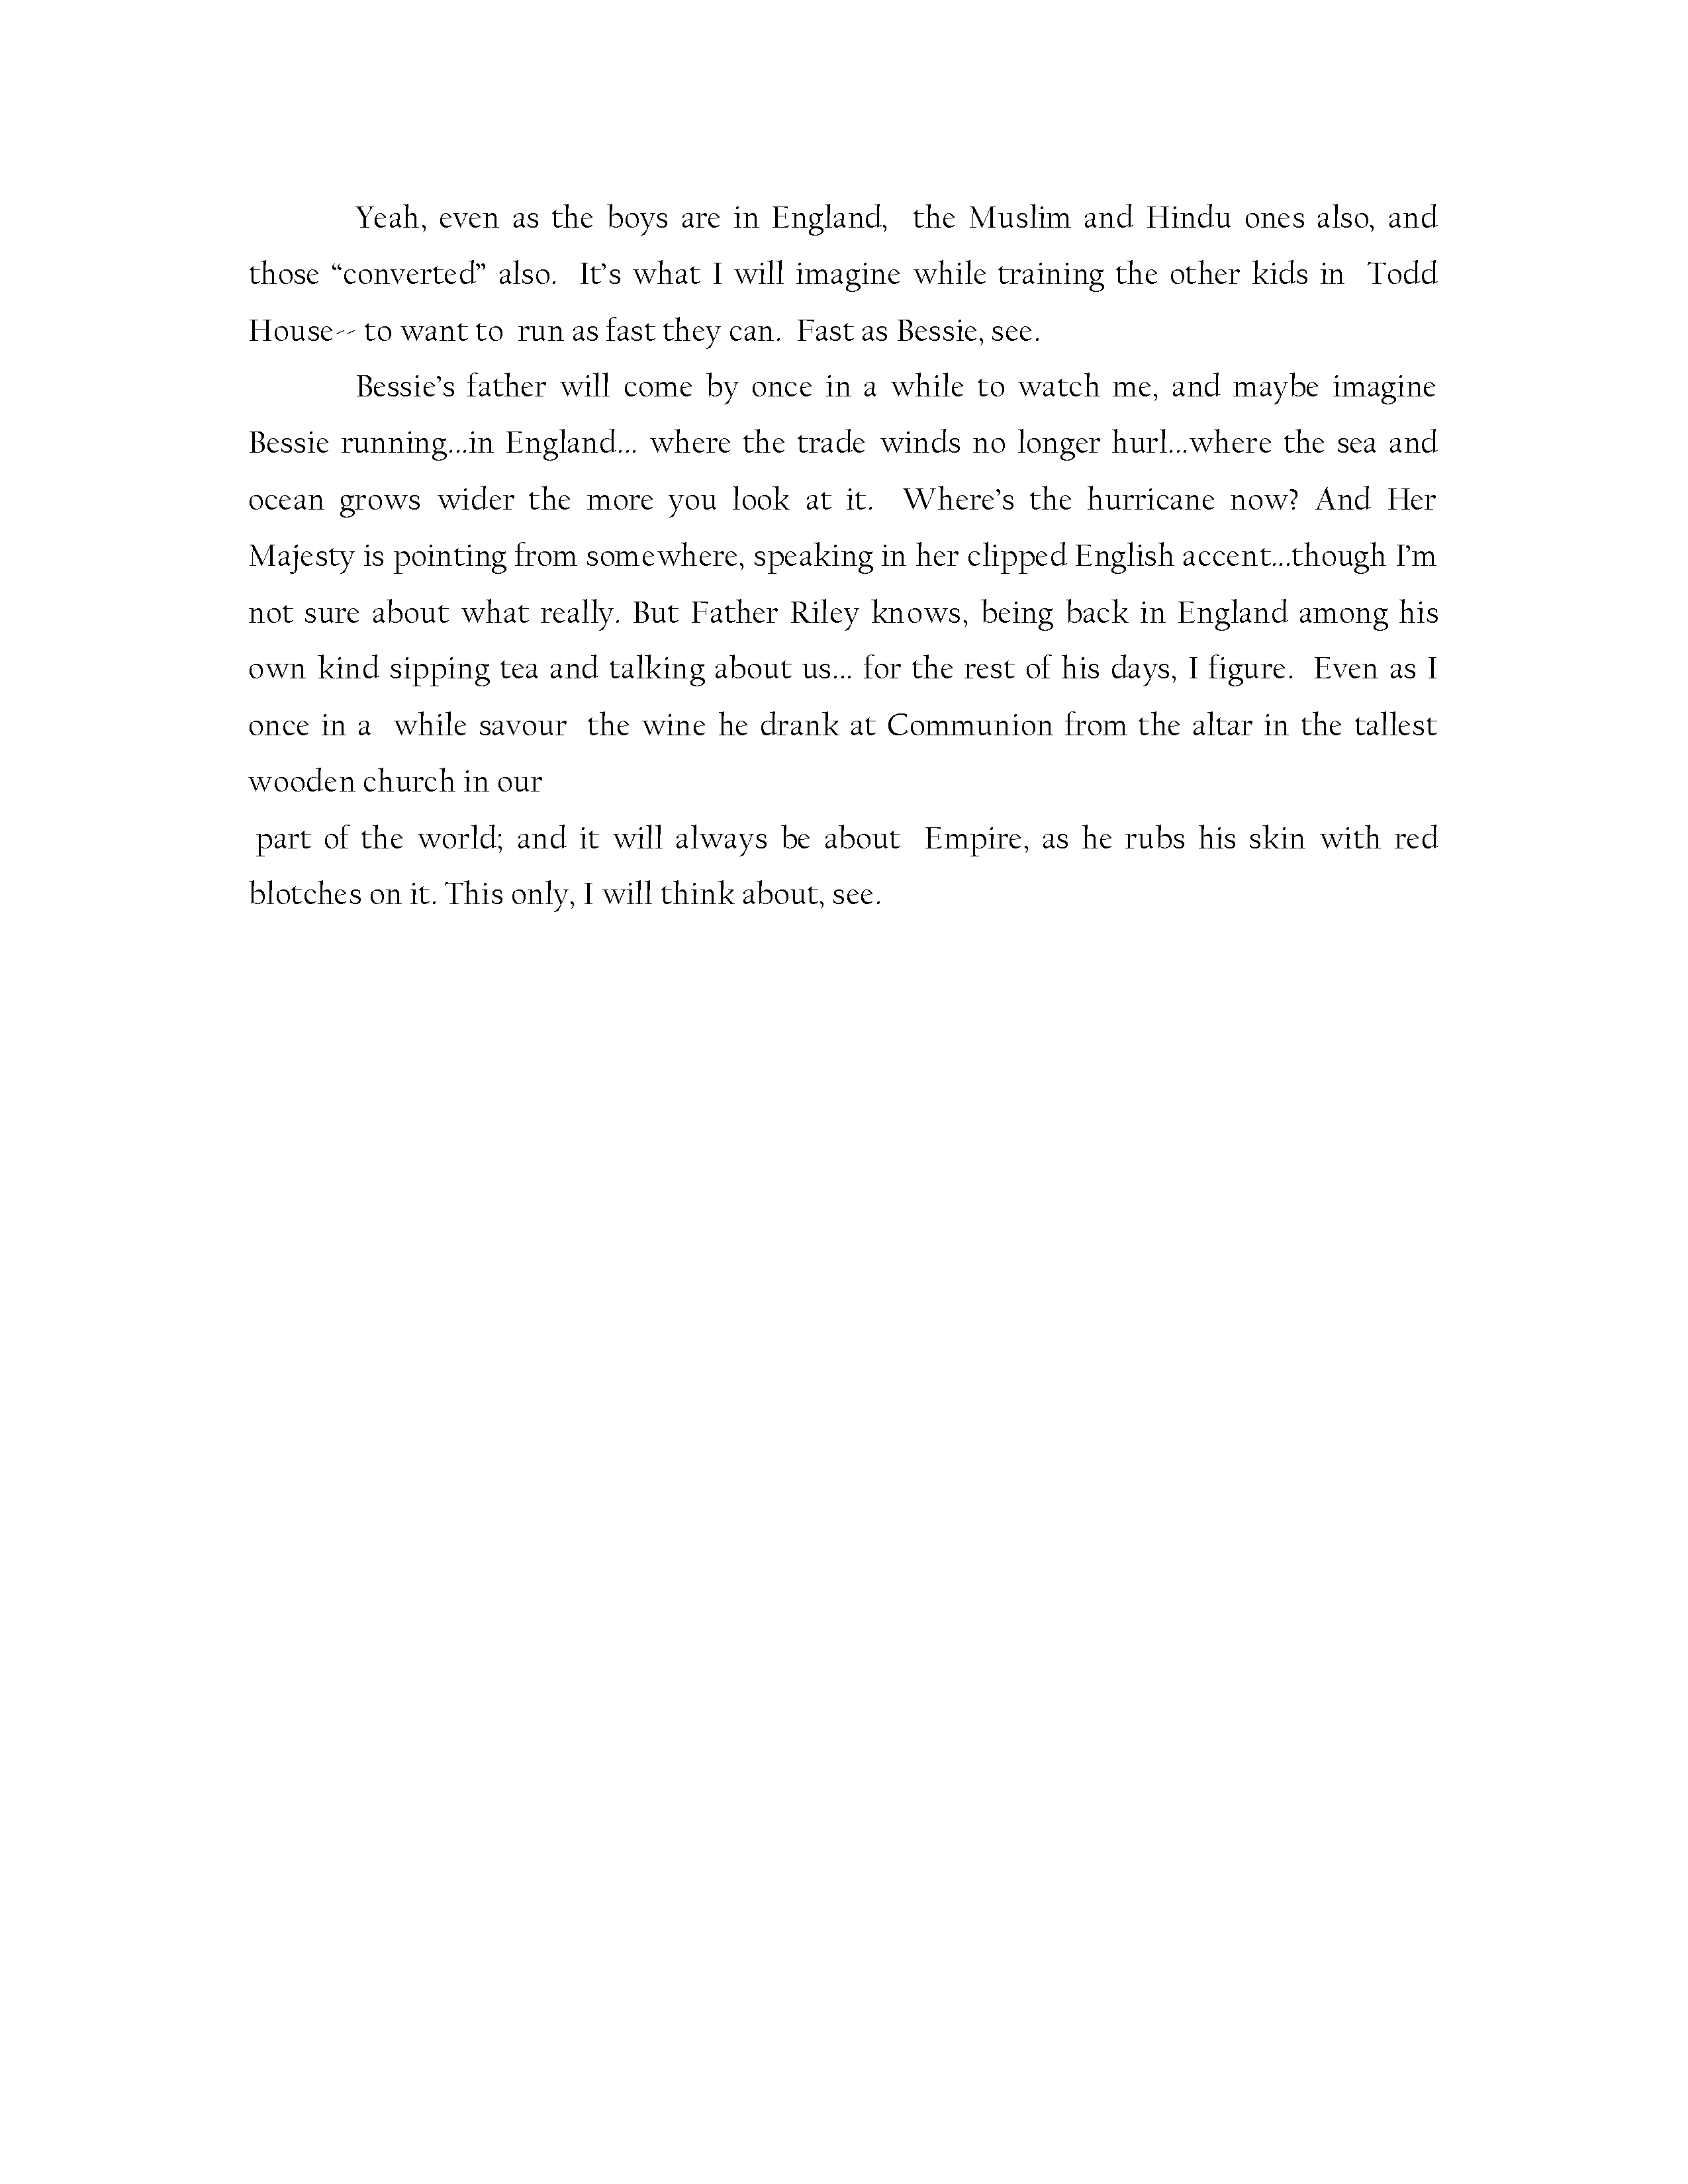 Yeah, even as the boys are in England,  the Muslim and Hindu ones also, and
those “converted” also.  It’s what I will imagine while training the other kids in  Todd
House-- to want to  run as fast they can.  Fast as Bessie, see.
Bessie’s father will come by once in a while to watch me, and maybe imagine
Bessie running...in England... where the trade winds no longer hurl...where the sea and
ocean grows wider the more you look at it.  Where’s the hurricane now? And Her
Majesty is pointing from somewhere, speaking in her clipped English accent...though I’m
not sure about what really. But Father Riley knows, being back in England among his
own kind sipping tea and talking about us... for the rest of his days, I figure.  Even as I
once in a  while savour  the wine he drank at Communion from the altar in the tallest
wooden church in our
part of the world; and it will always be about  Empire, as he rubs his skin with red
blotches on it. This only, I will think about, see.